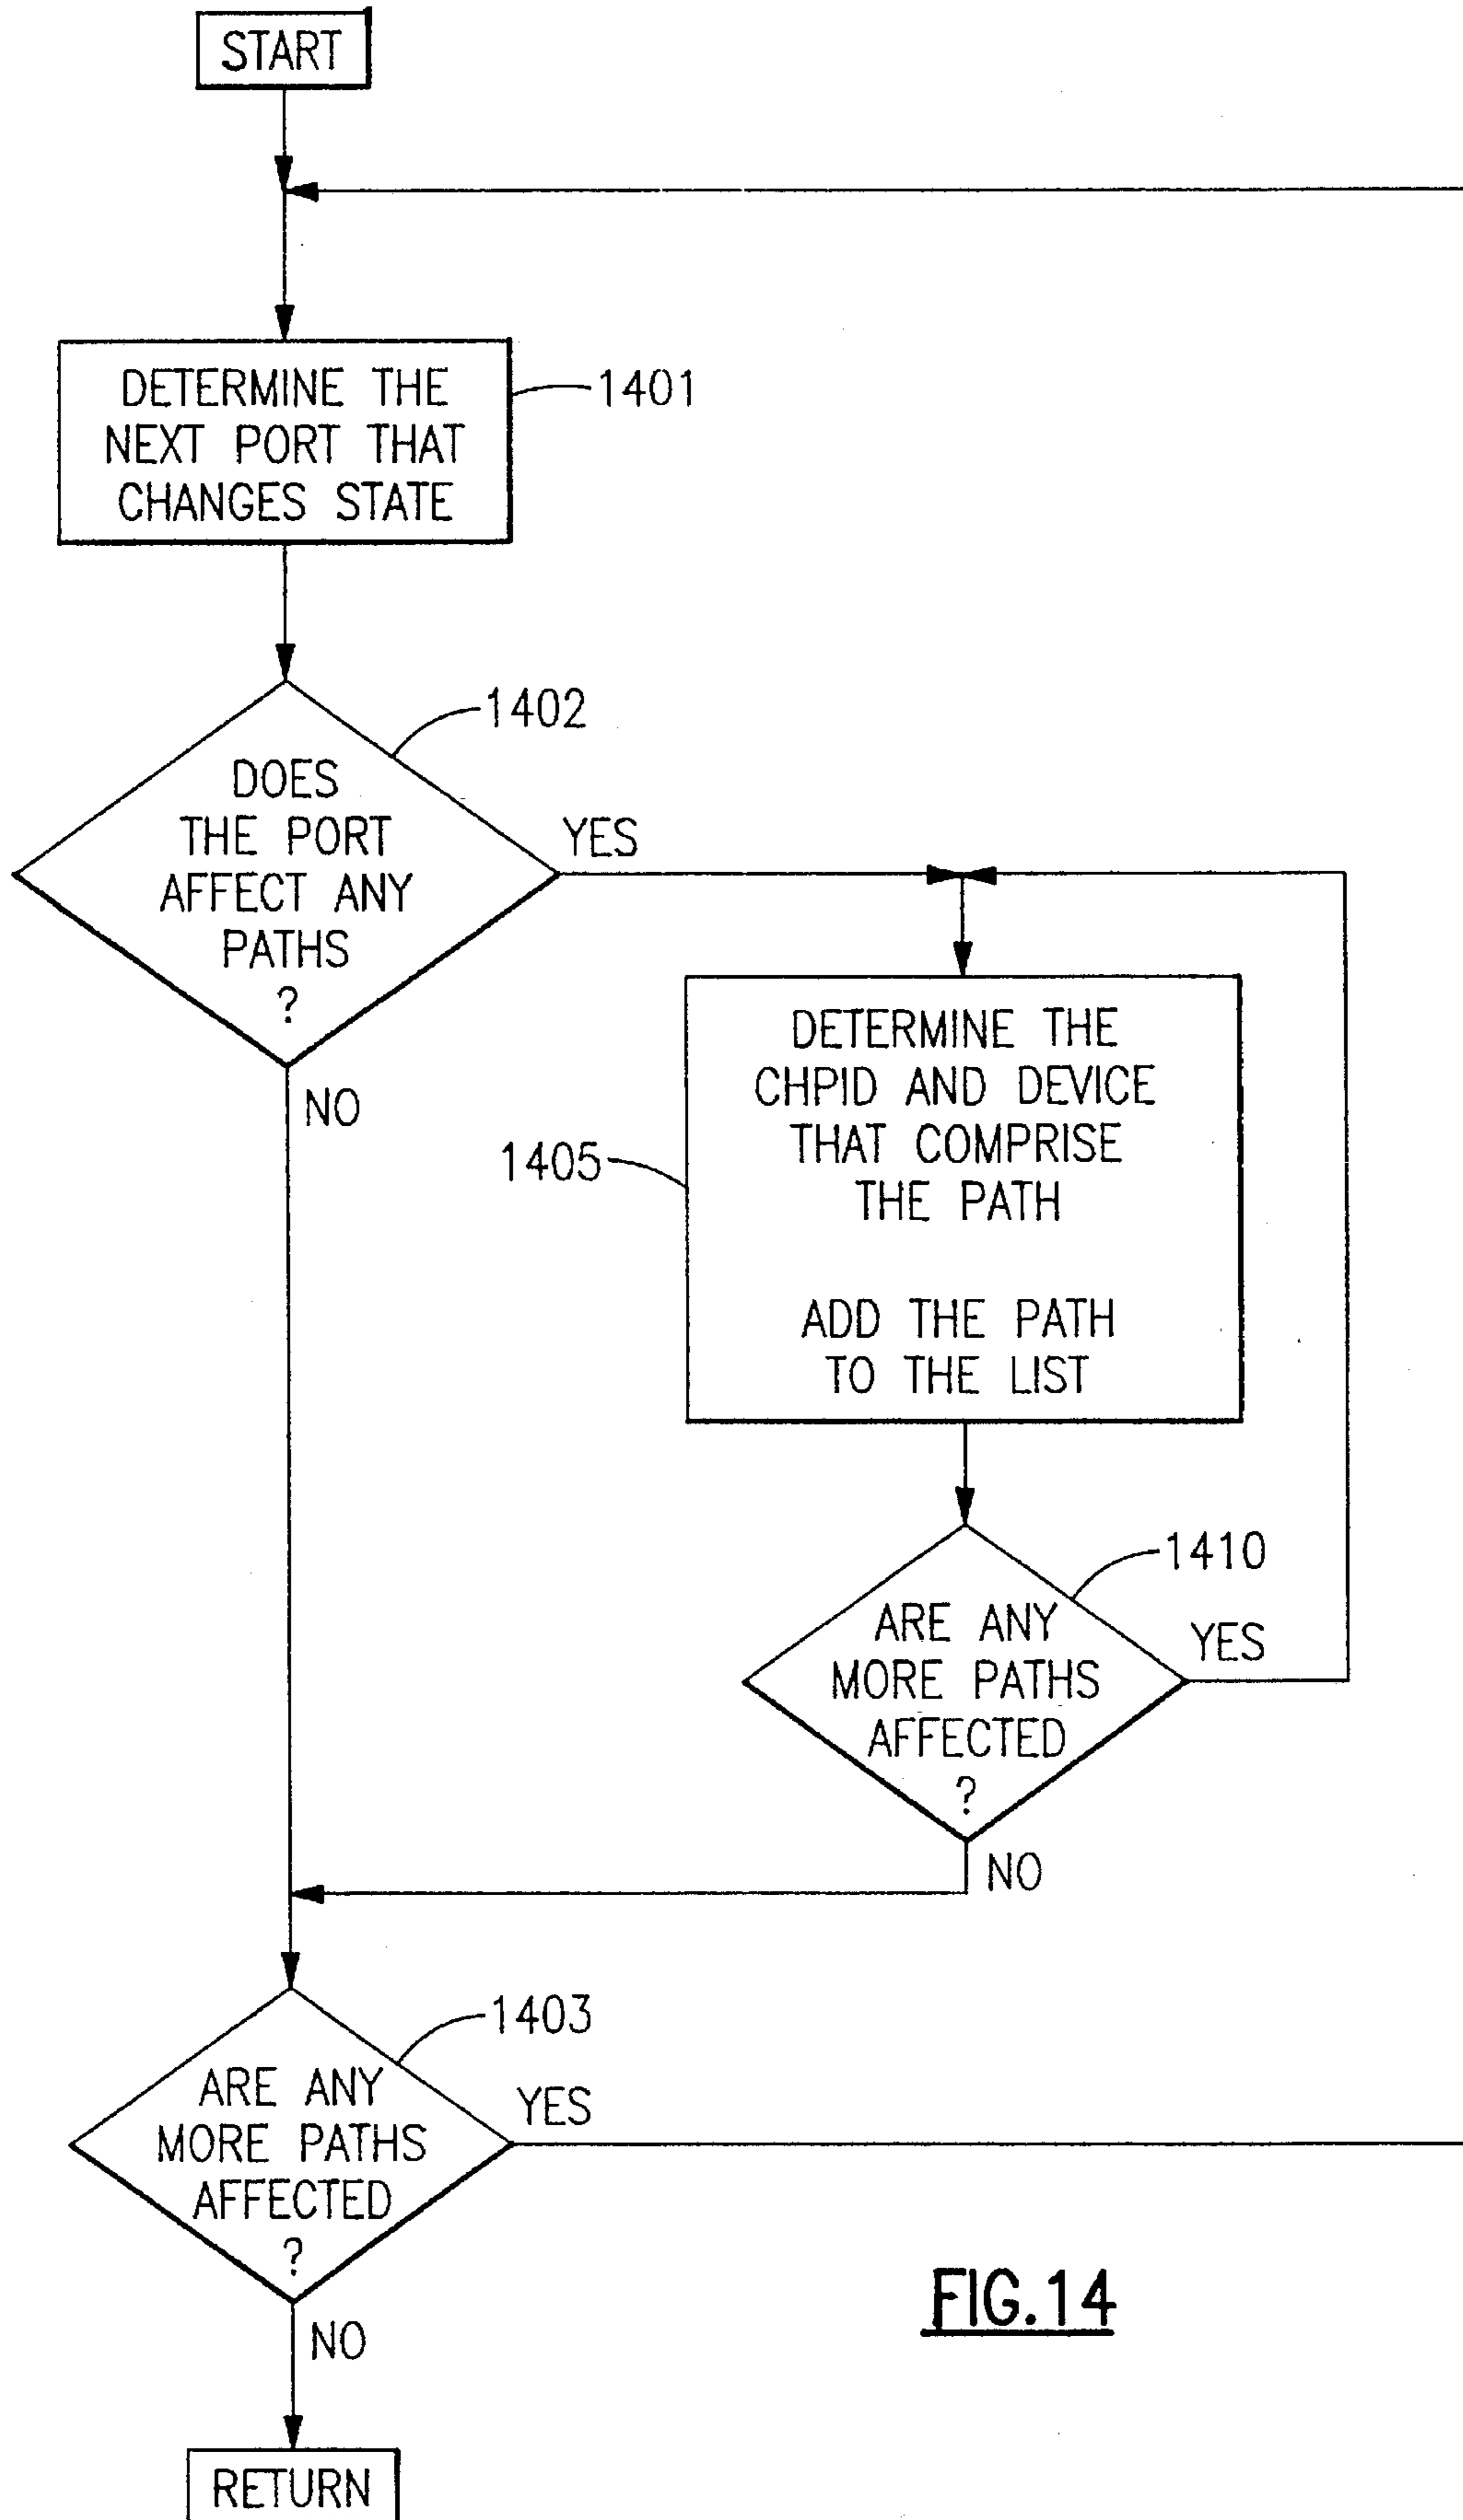 START
DETERMINE THE
NEXT PORT THAT
CHANGES STATE
1401
1402
DOES
THE PORT
AFFECT ANY
PATHS
?
YES
NO
DETERMINE THE
CHPID AND DEVICE
THAT COMPRISE
THE PATH
ADD THE PATH
TO THE LIST
1405
1410
ARE ANY
MORE PATHS
AFFECTED
?
YES
NO
1403
ARE ANY
MORE PATHS
AFFECTED
?
YES
NO
RETURN
FIG.14